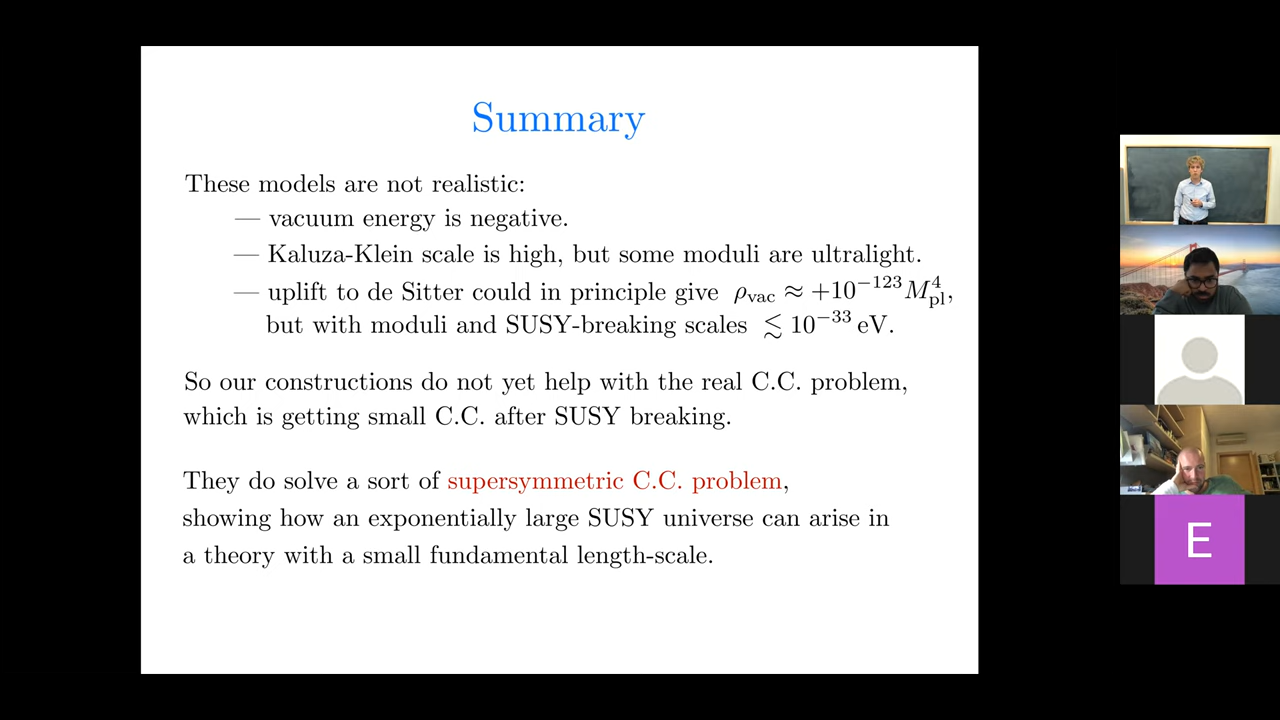 Summary
These models are not realistic:
— vacuum energy is negative.
— Kaluza-Klein scale is high, but some moduli are ultralight.
— uplift to de Sitter could in principle give ρ_vac ≈ +10^{−123} M_pl^4,
but with moduli and SUSY-breaking scales ≲ 10^{−33} eV.
So our constructions do not yet help with the real C.C. problem,
which is getting small C.C. after SUSY breaking.
They do solve a sort of supersymmetric C.C. problem,
showing how an exponentially large SUSY universe can arise in
a theory with a small fundamental length-scale.
E